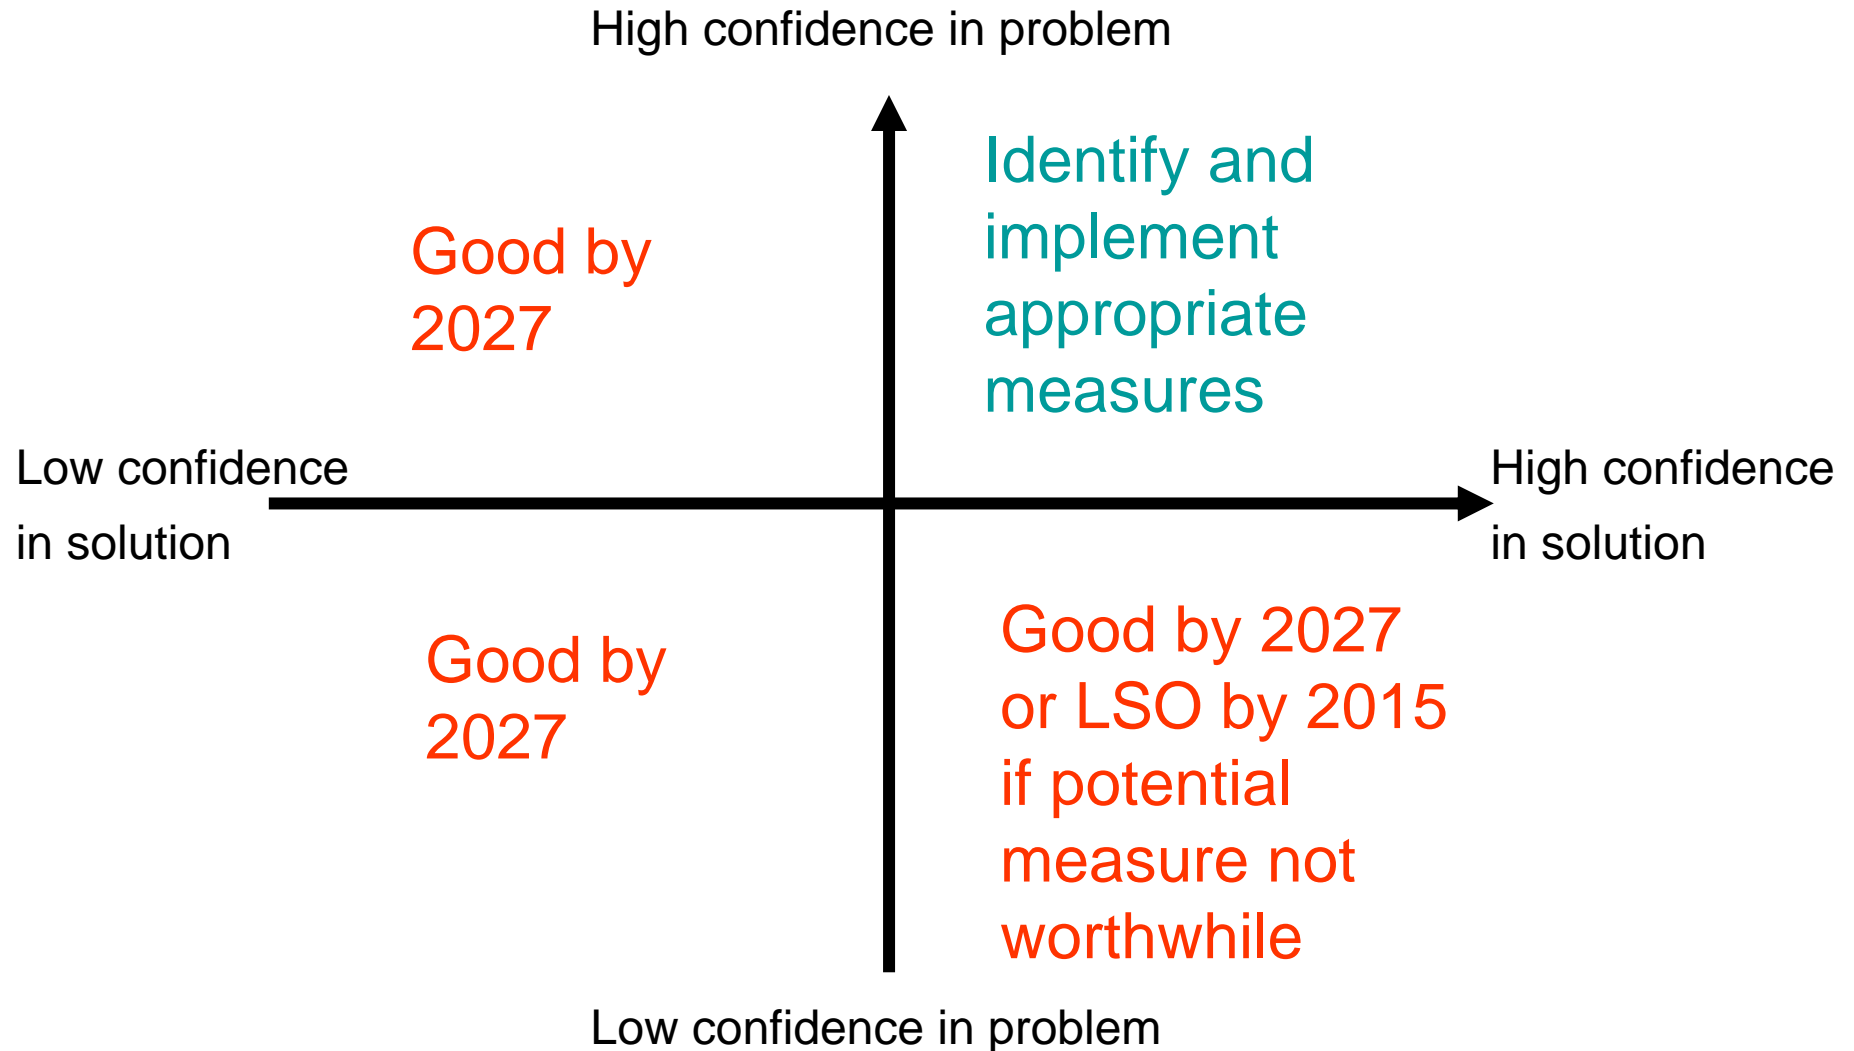 High confidence in problem
Identify and
implement
appropriate
measures
Good by
2027
Low confidence
in solution
High confidence
in solution
Good by
2027
Good by 2027
or LSO by 2015
if potential
measure not
worthwhile
Low confidence in problem